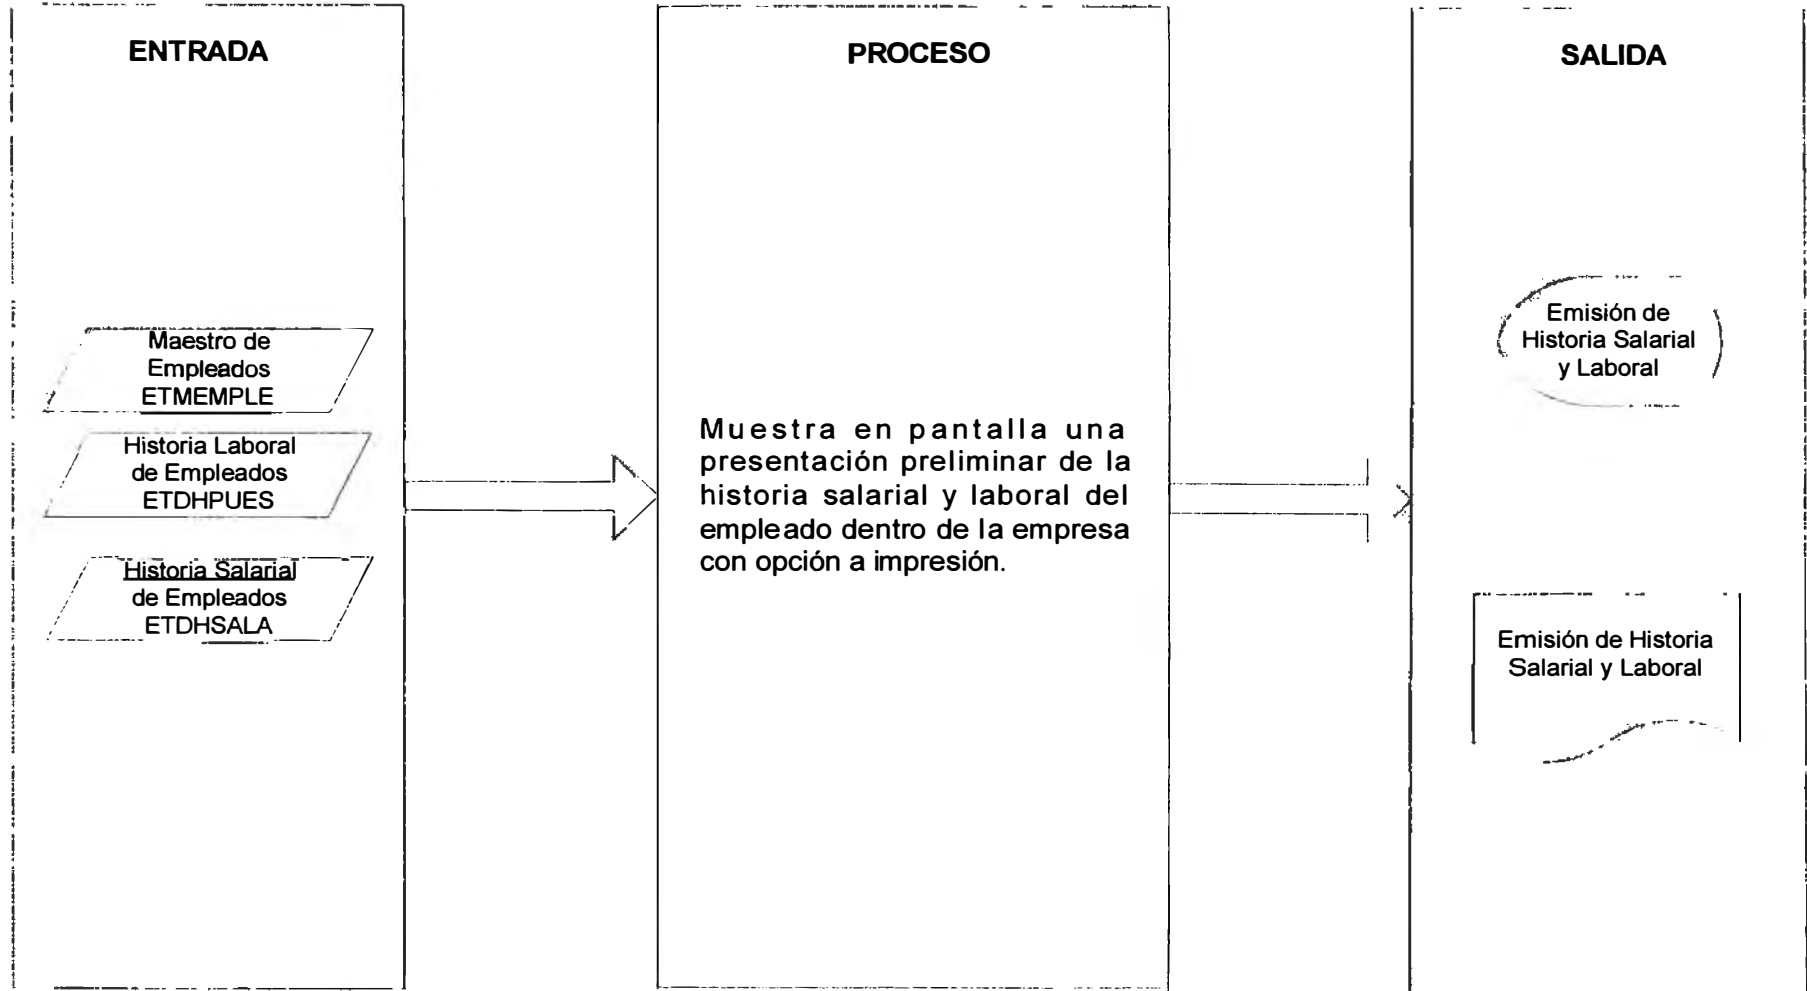 ENTRADA
Maestro de
Empleados
ETMEMPLE
Historia Laboral
de Empleados
ETDHPUES
Historia Salarial
de Empleados
ETDHSALA
PROCESO
Muestra en pantalla una
presentación preliminar de la
historia salarial y laboral del
empleado dentro de la empresa
con opción a impresión.
SALIDA
Emisión de
Historia Salarial
y Laboral
Emisión de Historia
Salarial y Laboral